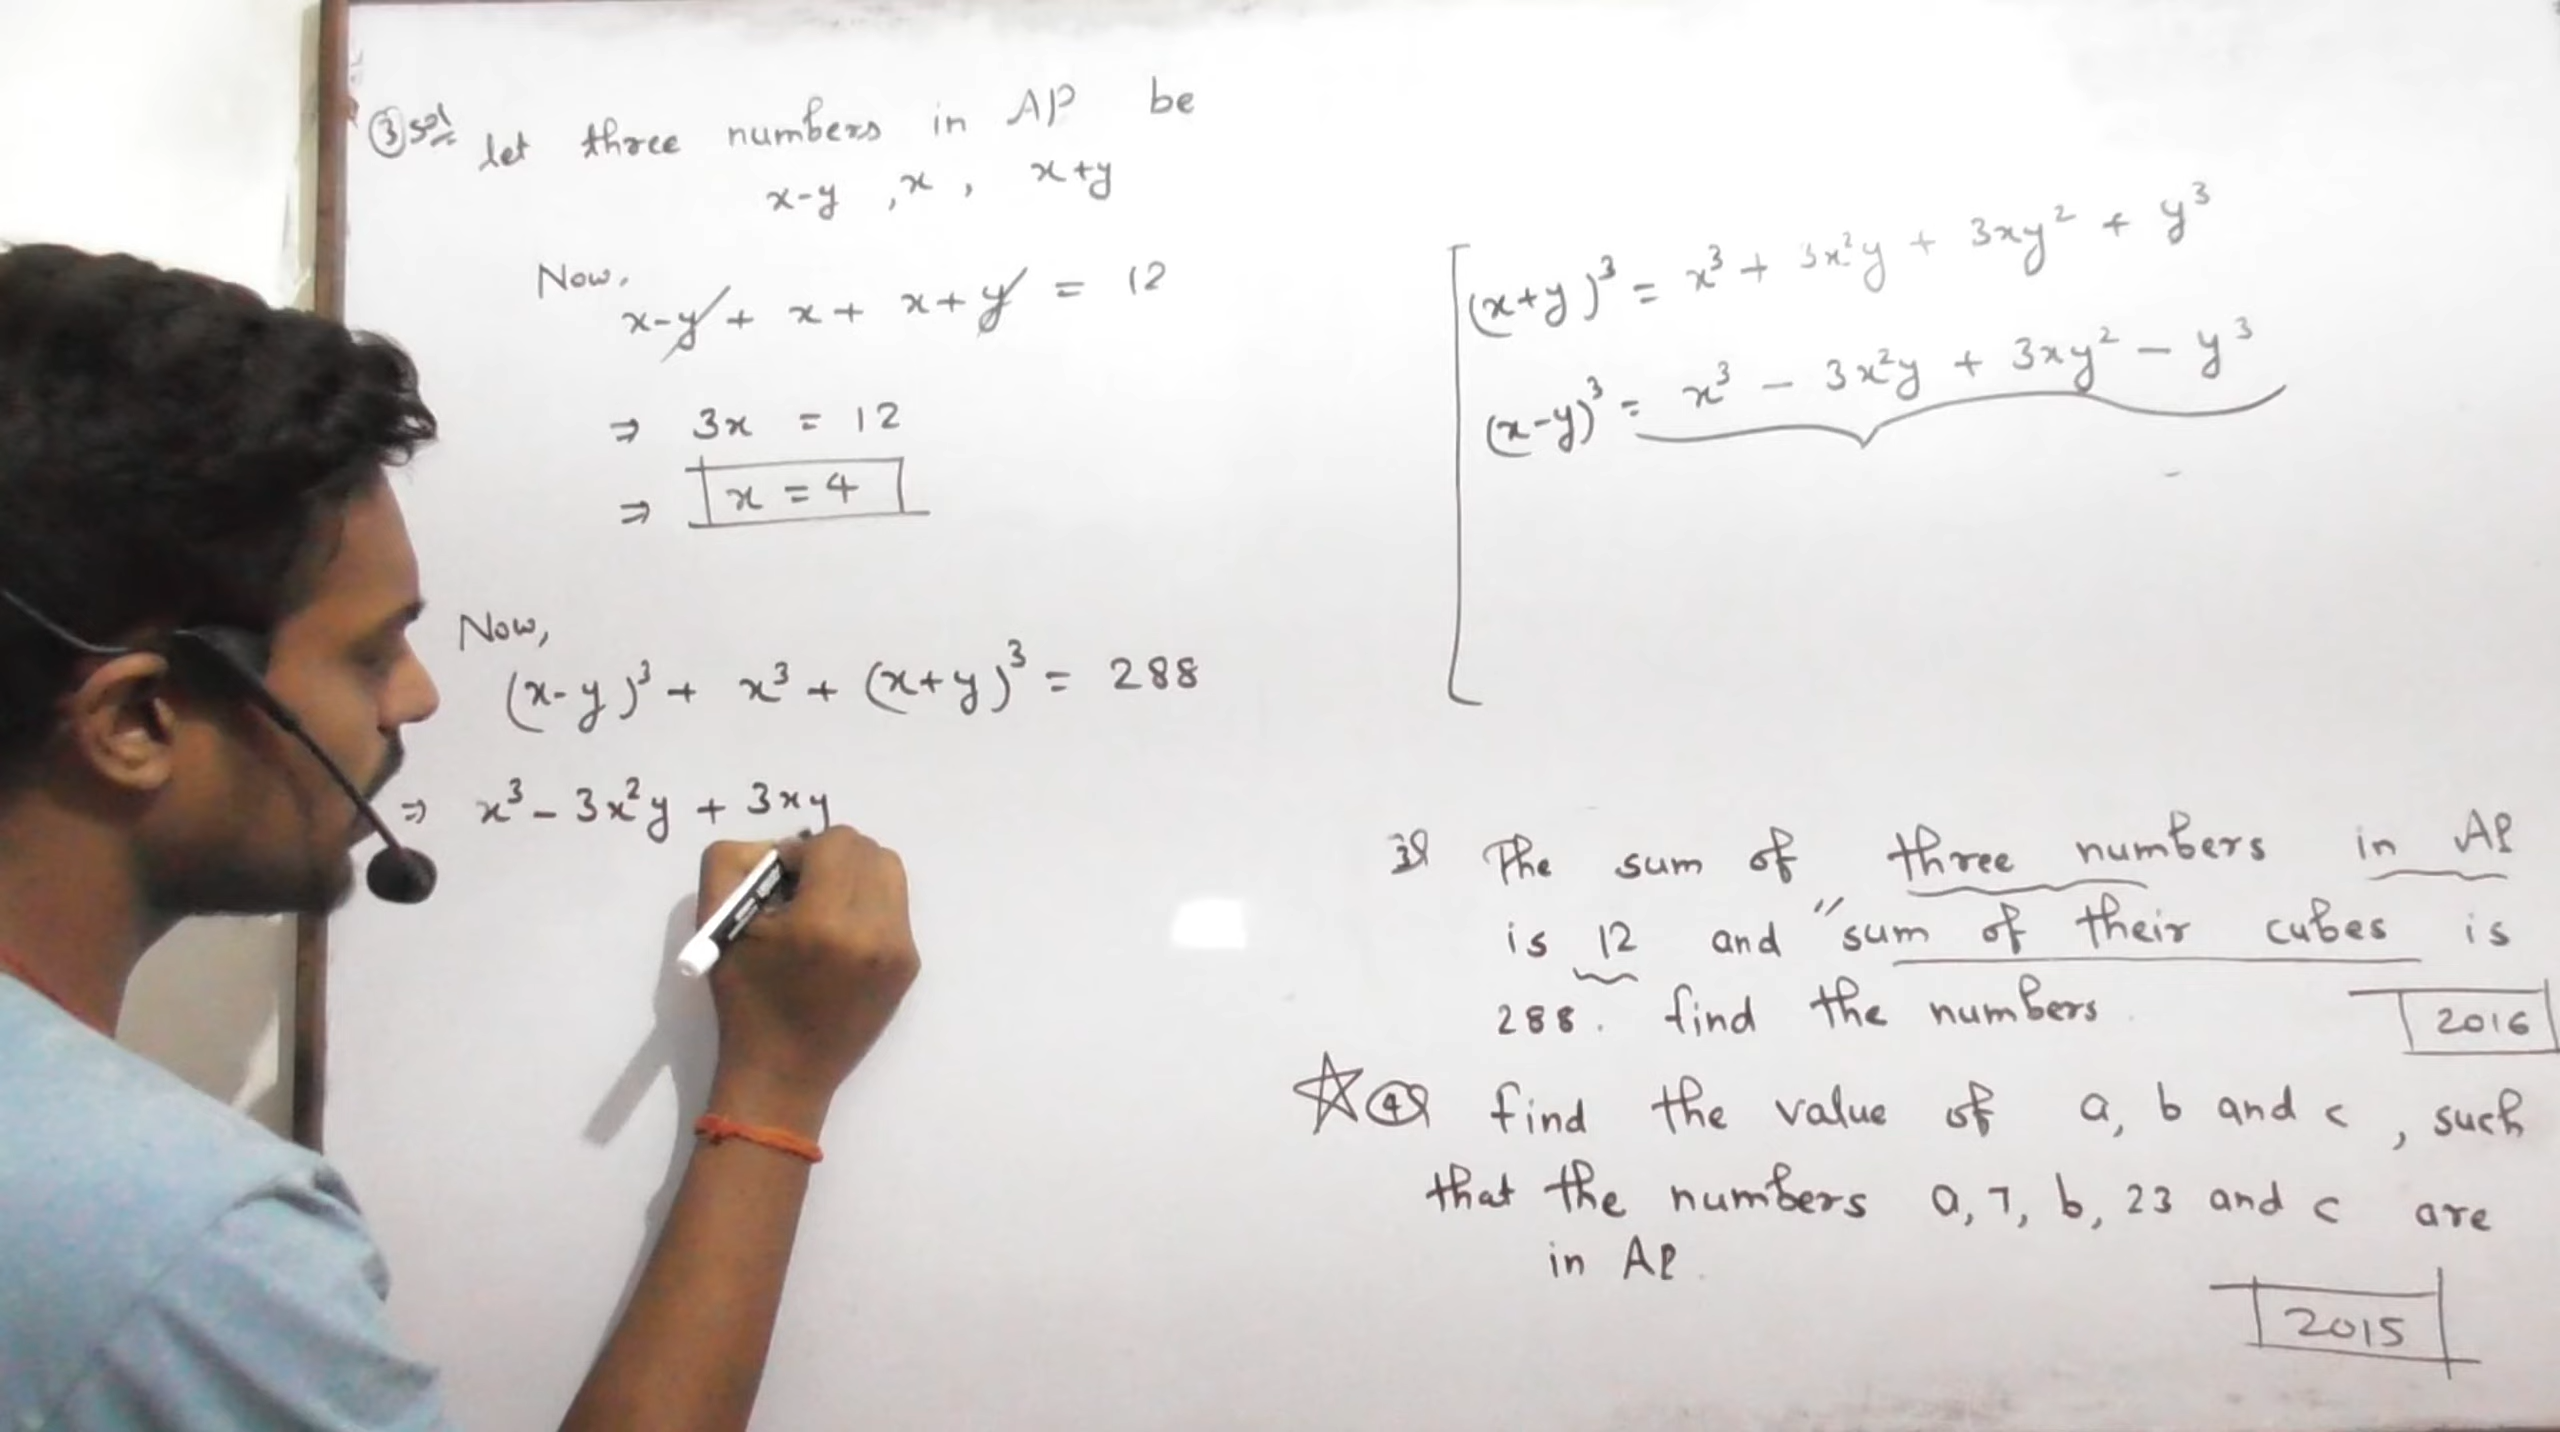 ③ sol let three numbers in AP be
x-y , x , x+y
Now,
x-y + x + x+y = 12
⇒ 3x = 12
⇒ x = 4
Now,
(x-y)³ + x³ + (x+y)³ = 288
⇒ x³ - 3x²y + 3xy
(x+y)³ = x³ + 3x²y + 3xy² + y³
(x-y)³ = x³ - 3x²y + 3xy² - y³
3Q The sum of three numbers in AP
is 12 and "sum of their cubes is
288. find the numbers
2016
④Q find the value of a, b and c, such
that the numbers a, 7, b, 23 and c are
in AP.
2015